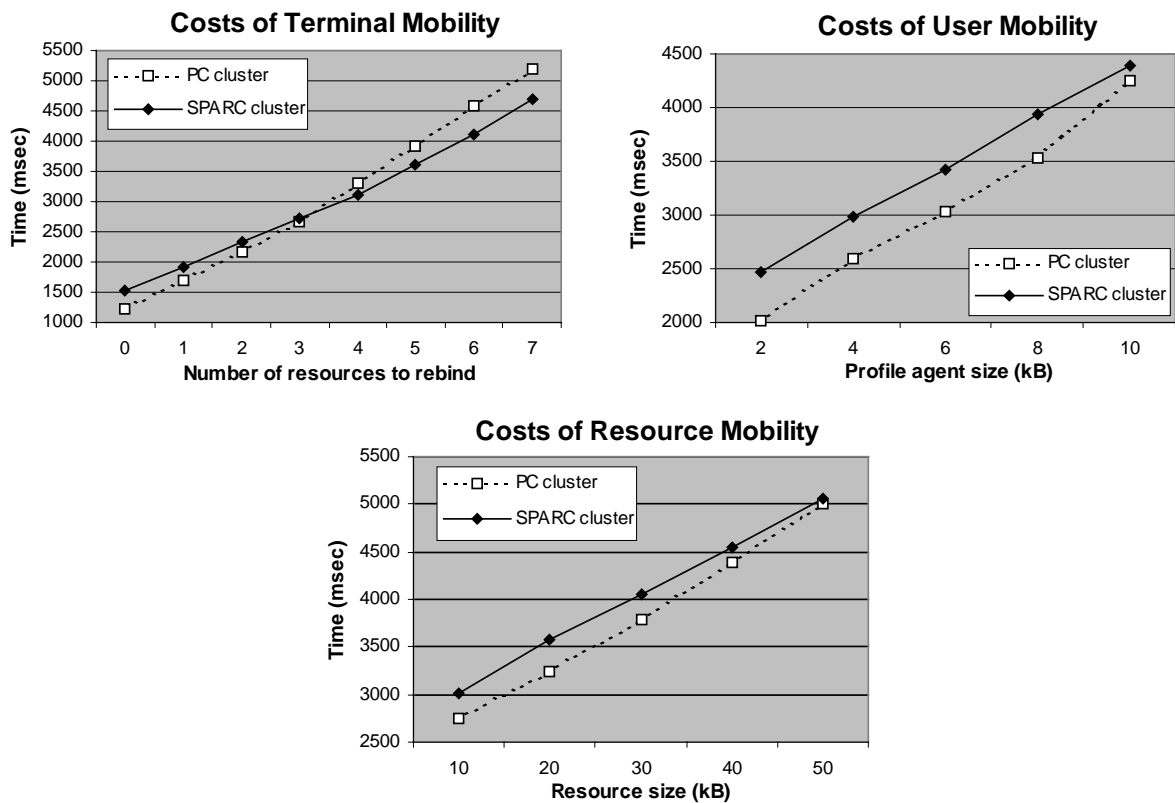 Costs of Terminal Mobility
5500
5000
4500
4000
3500
3000
2500
2000
1500
1000
Time (msec)
PC cluster
SPARC cluster
0 1 2 3 4 5 6 7
Number of resources to rebind
Costs of User Mobility
4500
4000
3500
3000
2500
2000
Time (msec)
PC cluster
SPARC cluster
2 4 6 8 10
Profile agent size (kB)
Costs of Resource Mobility
5500
5000
4500
4000
3500
3000
2500
Time (msec)
PC cluster
SPARC cluster
10 20 30 40 50
Resource size (kB)